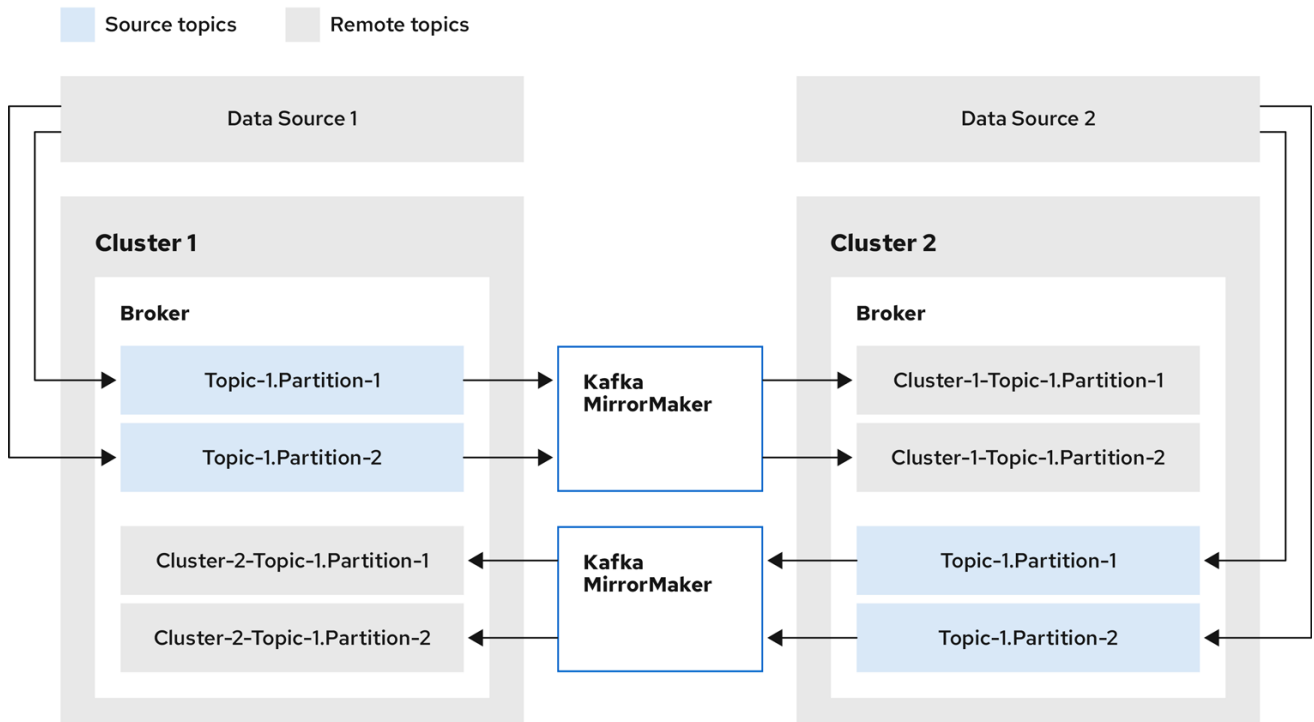 Source topics
Remote topics
Data Source 1
Data Source 2
Cluster 1
Broker
Topic-1.Partition-1
Topic-1.Partition-2
Cluster-2-Topic-1.Partition-1
Cluster-2-Topic-1.Partition-2
Kafka
MirrorMaker
Kafka
MirrorMaker
Cluster 2
Broker
Cluster-1-Topic-1.Partition-1
Cluster-1-Topic-1.Partition-2
Topic-1.Partition-1
Topic-1.Partition-2